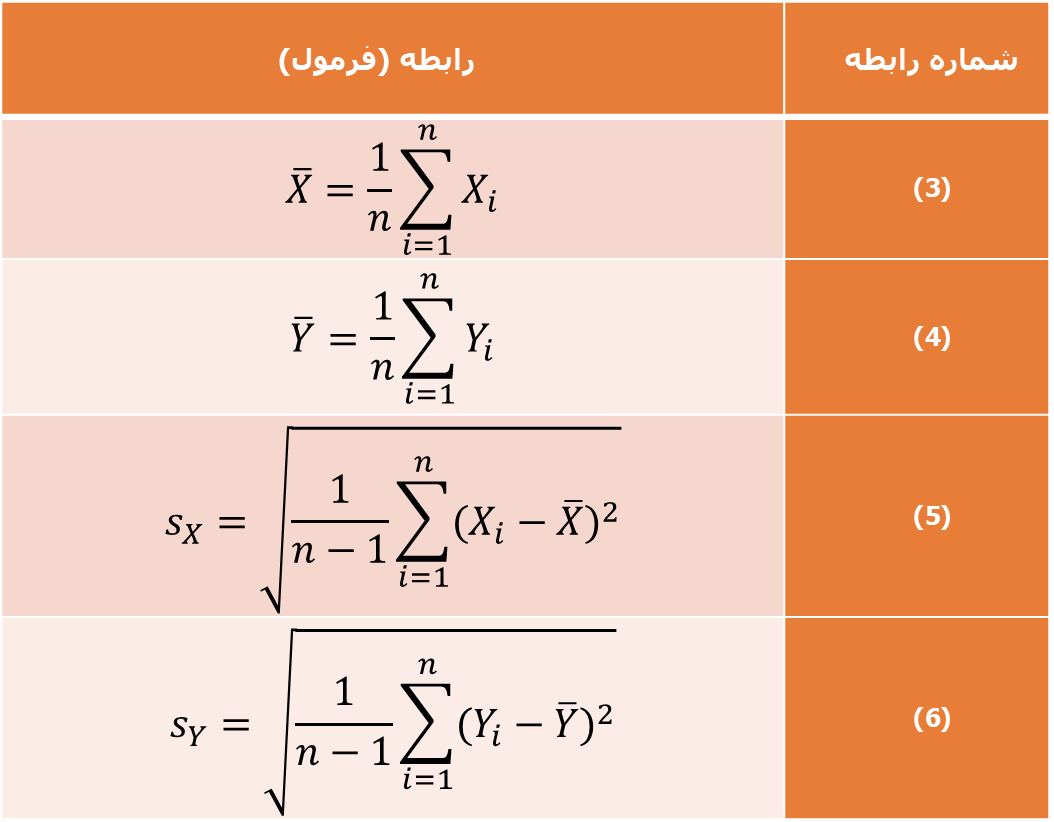 شماره رابطه	رابطه (فرمول)
(3)	X̄ = 1/n ∑_{i=1}^{n} X_i
(4)	Ȳ = 1/n ∑_{i=1}^{n} Y_i
(5)	s_X = √(1/(n − 1) ∑_{i=1}^{n} (X_i − X̄)²)
(6)	s_Y = √(1/(n − 1) ∑_{i=1}^{n} (Y_i − Ȳ)²)